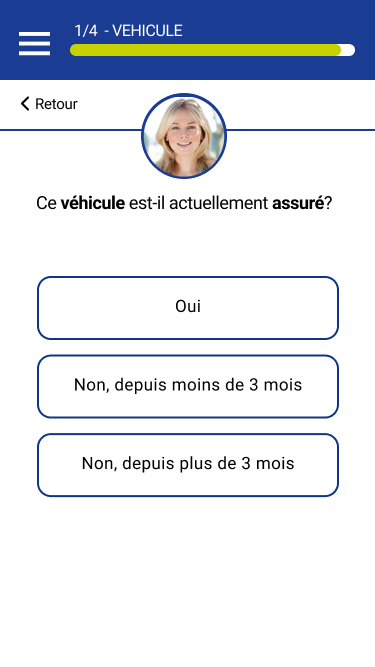 1/4 - VEHICULE
Retour
Ce véhicule est-il actuellement assuré?
Oui
Non, depuis moins de 3 mois
Non, depuis plus de 3 mois